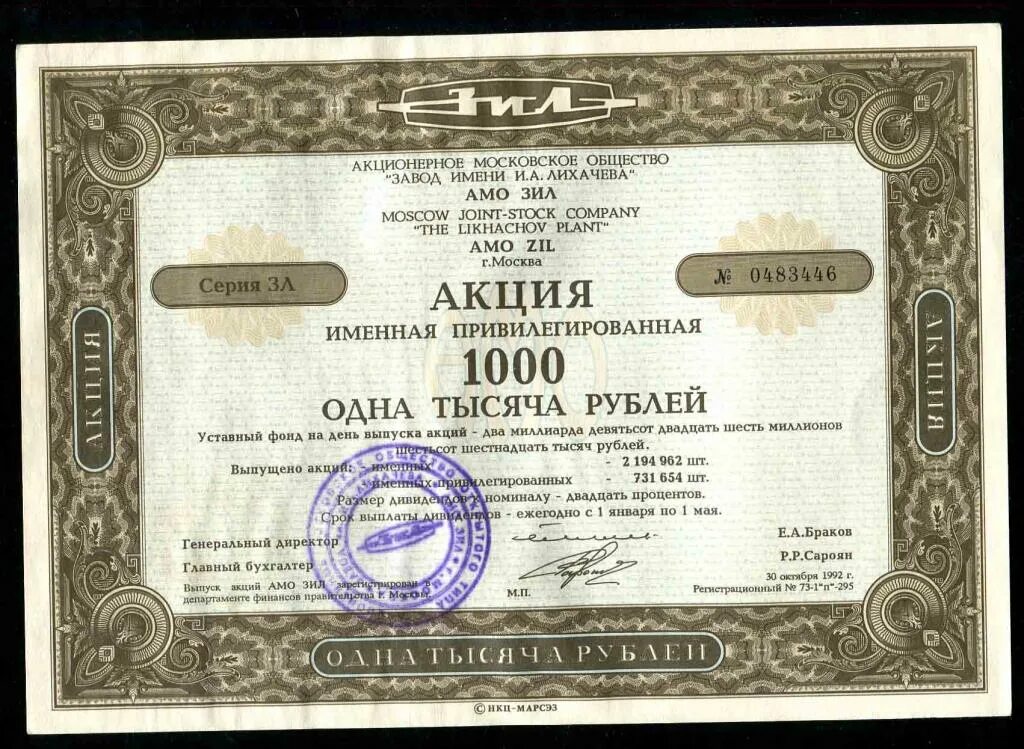 ЗиЛ
АКЦИОНЕРНОЕ МОСКОВСКОЕ ОБЩЕСТВО
"ЗАВОД ИМЕНИ И.А.ЛИХАЧЕВА"
АМО ЗИЛ
MOSCOW JOINT-STOCK COMPANY
"THE LIKHACHOV PLANT"
AMO ZIL
г.Москва
Серия ЗЛ
№ 0483446
АКЦИЯ
ИМЕННАЯ ПРИВИЛЕГИРОВАННАЯ
1000
ОДНА ТЫСЯЧА РУБЛЕЙ
АКЦИЯ
АКЦИЯ
Уставный фонд на день выпуска акций - два миллиарда девятьсот двадцать шесть миллионов
шестьсот шестнадцать тысяч рублей.
Выпущено акций: - именных - 2 194 962 шт.
- именных привилегированных - 731 654 шт.
Размер дивидендов к номиналу - двадцать процентов.
Срок выплаты дивидендов - ежегодно с 1 января по 1 мая.
Генеральный директор Е.А.Браков
Главный бухгалтер Р.Р.Сароян
Выпуск акций АМО ЗИЛ зарегистрирован в
департаменте финансов правительства г. Москвы.
М.П.
30 октября 1992 г.
Регистрационный № 73-1"п"-295
ОДНА ТЫСЯЧА РУБЛЕЙ
© НКЦ-МАРСЭЗ